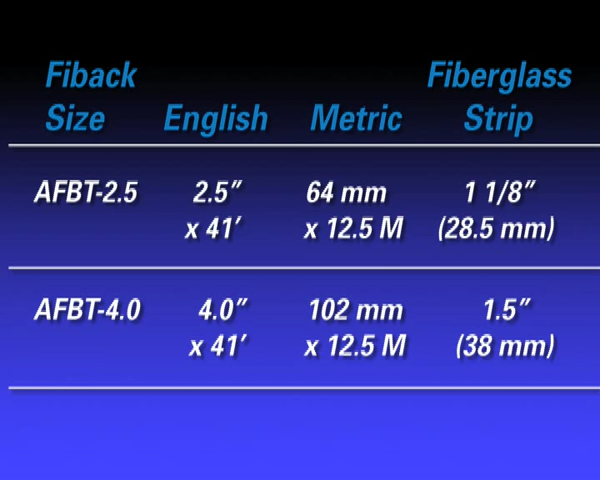 Fiback Size English Metric Fiberglass Strip
AFBT-2.5 2.5” 64 mm 1 1/8”
x 41’ x 12.5 M (28.5 mm)
AFBT-4.0 4.0” 102 mm 1.5”
x 41’ x 12.5 M (38 mm)